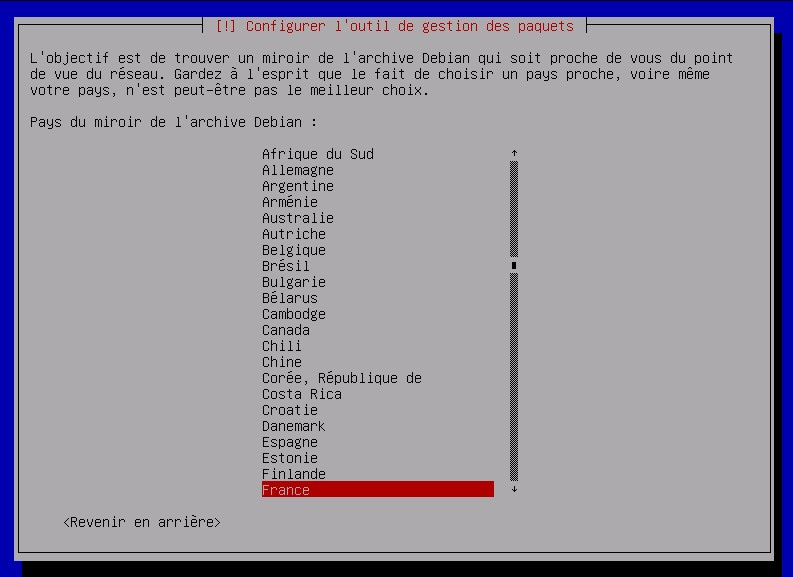 [!] Configurer l'outil de gestion des paquets
L'objectif est de trouver un miroir de l'archive Debian qui soit proche de vous du point
de vue du réseau. Gardez à l'esprit que le fait de choisir un pays proche, voire même
votre pays, n'est peut-être pas le meilleur choix.
Pays du miroir de l'archive Debian :
Afrique du Sud
Allemagne
Argentine
Arménie
Australie
Autriche
Belgique
Brésil
Bulgarie
Bélarus
Cambodge
Canada
Chili
Chine
Corée, République de
Costa Rica
Croatie
Danemark
Espagne
Estonie
Finlande
France
<Revenir en arrière>